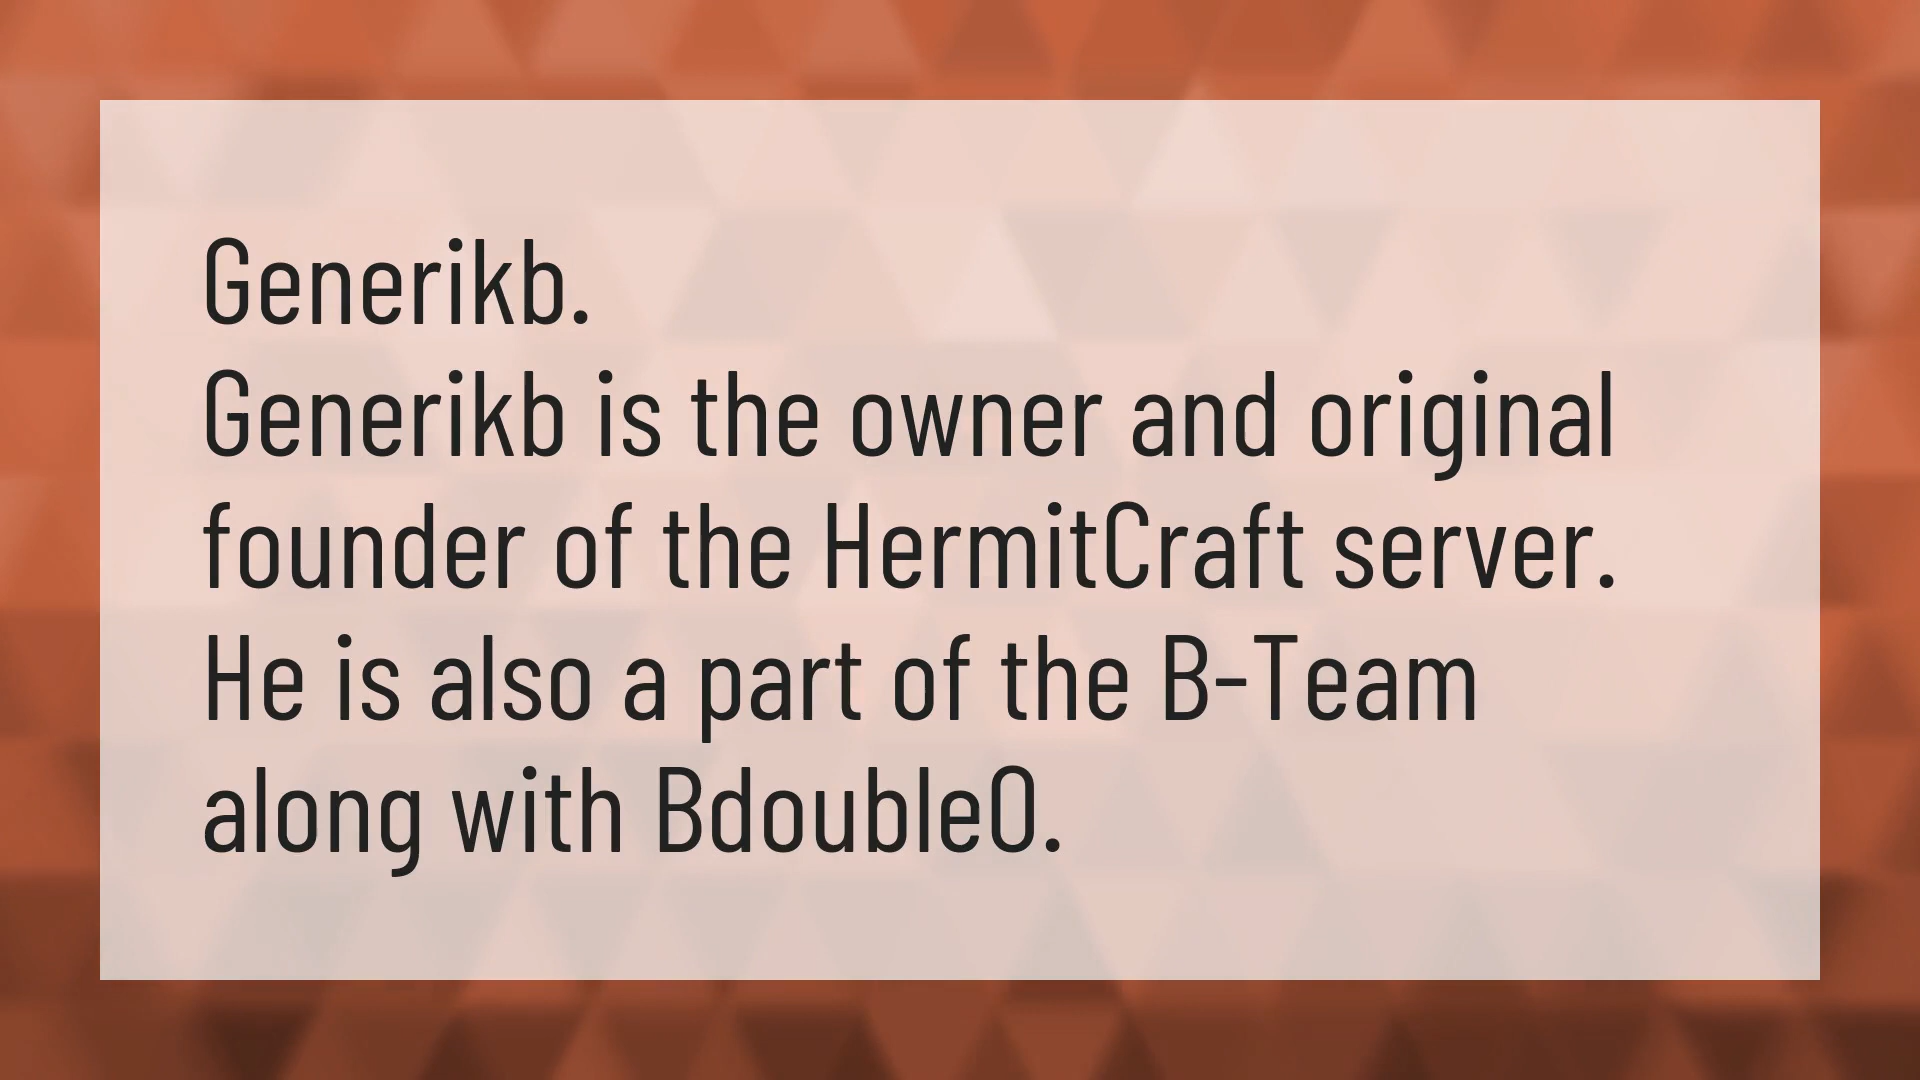 Generikb.
Generikb is the owner and original
founder of the HermitCraft server.
He is also a part of the B-Team
along with BdoubleO.